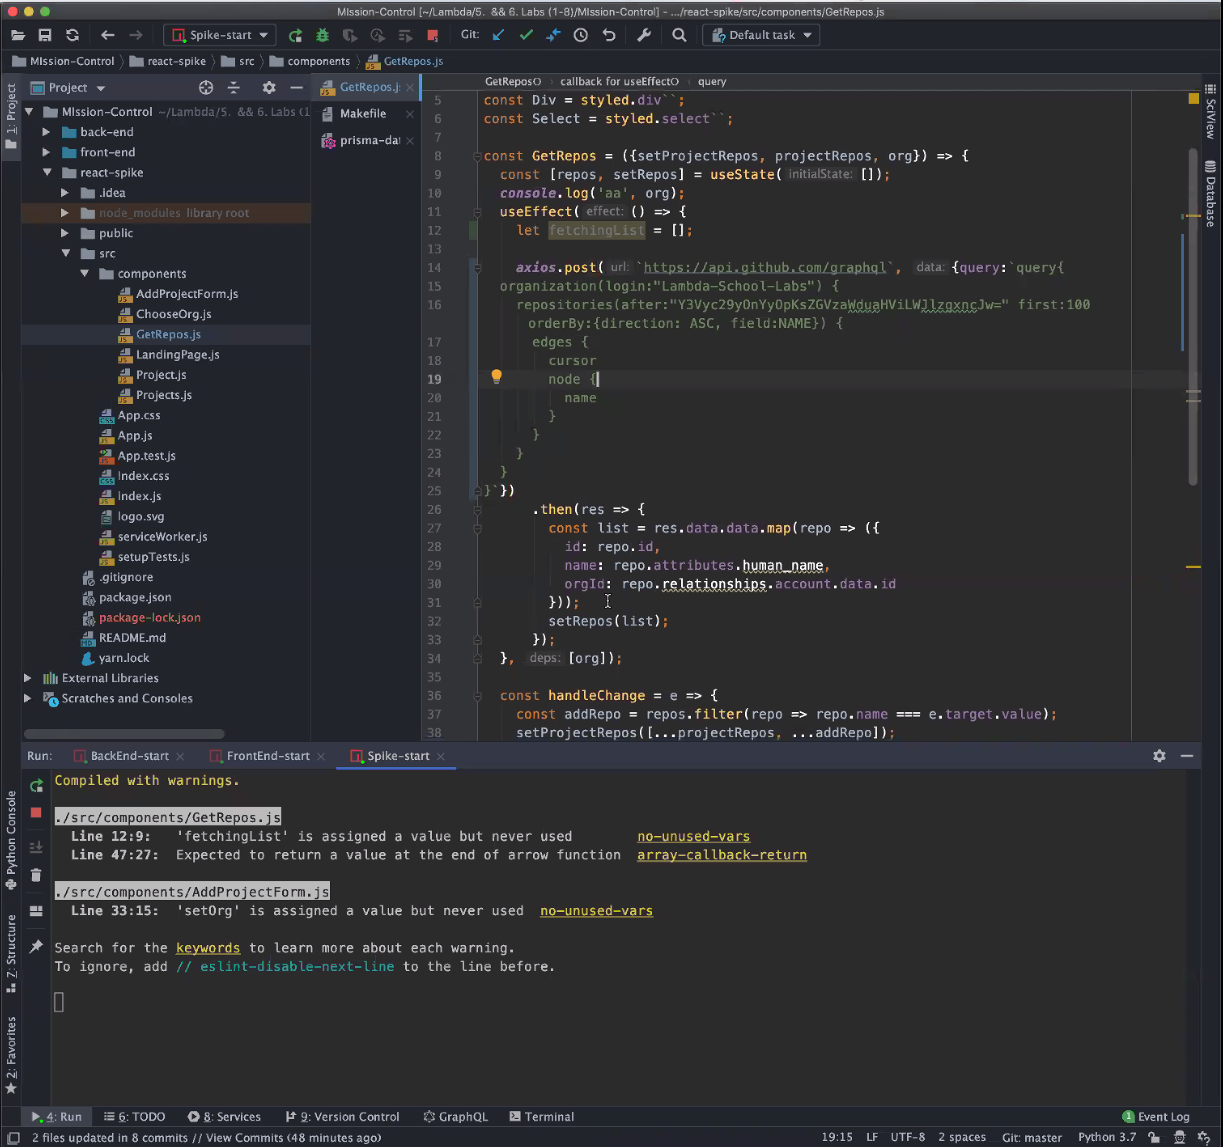 MIssion-Control [~/Lambda/5. && 6. Labs (1-8)/MIssion-Control] - .../react-spike/src/components/GetRepos.js
Spike-start
Git:
Default task
MIssion-Control
react-spike
src
components
GetRepos.js
1: Project
Project
MIssion-Control ~/Lambda/5. && 6. Labs (
back-end
front-end
react-spike
.idea
node_modules library root
public
src
components
AddProjectForm.js
ChooseOrg.js
GetRepos.js
LandingPage.js
Project.js
Projects.js
App.css
App.js
App.test.js
index.css
index.js
logo.svg
serviceWorker.js
setupTests.js
.gitignore
package.json
package-lock.json
README.md
yarn.lock
External Libraries
Scratches and Consoles
GetRepos.js
Makefile
prisma-da
GetRepos() callback for useEffect() query
5 const Div = styled.div``;
6 const Select = styled.select``;
7
8 const GetRepos = ({setProjectRepos, projectRepos, org}) => {
9 const [repos, setRepos] = useState( initialState: []);
10 console.log('aa', org);
11 useEffect( effect: () => {
12 let fetchingList = [];
13
14 axios.post( url: `https://api.github.com/graphql`, data: {query:`query{
15 organization(login:"Lambda-School-Labs") {
16 repositories(after:"Y3Vyc29yOnYyOpKsZGVzaWduaHViLWJlzgxncJw=" first:100
orderBy:{direction: ASC, field:NAME}) {
17 edges {
18 cursor
19 node {
20 name
21 }
22 }
23 }
24 }
25 }`})
26 .then(res => {
27 const list = res.data.data.map(repo => ({
28 id: repo.id,
29 name: repo.attributes.human_name,
30 orgId: repo.relationships.account.data.id
31 }));
32 setRepos(list);
33 });
34 }, deps: [org]);
35
36 const handleChange = e => {
37 const addRepo = repos.filter(repo => repo.name === e.target.value);
38 setProjectRepos([...projectRepos, ...addRepo]);
SciView
Database
Run: BackEnd-start FrontEnd-start Spike-start
Compiled with warnings.
./src/components/GetRepos.js
Line 12:9: 'fetchingList' is assigned a value but never used no-unused-vars
Line 47:27: Expected to return a value at the end of arrow function array-callback-return
./src/components/AddProjectForm.js
Line 33:15: 'setOrg' is assigned a value but never used no-unused-vars
Search for the keywords to learn more about each warning.
To ignore, add // eslint-disable-next-line to the line before.
Python Console
7: Structure
2: Favorites
4: Run 6: TODO 8: Services 9: Version Control GraphQL Terminal
1 Event Log
2 files updated in 8 commits // View Commits (48 minutes ago)
19:15 LF UTF-8 2 spaces Git: master Python 3.7